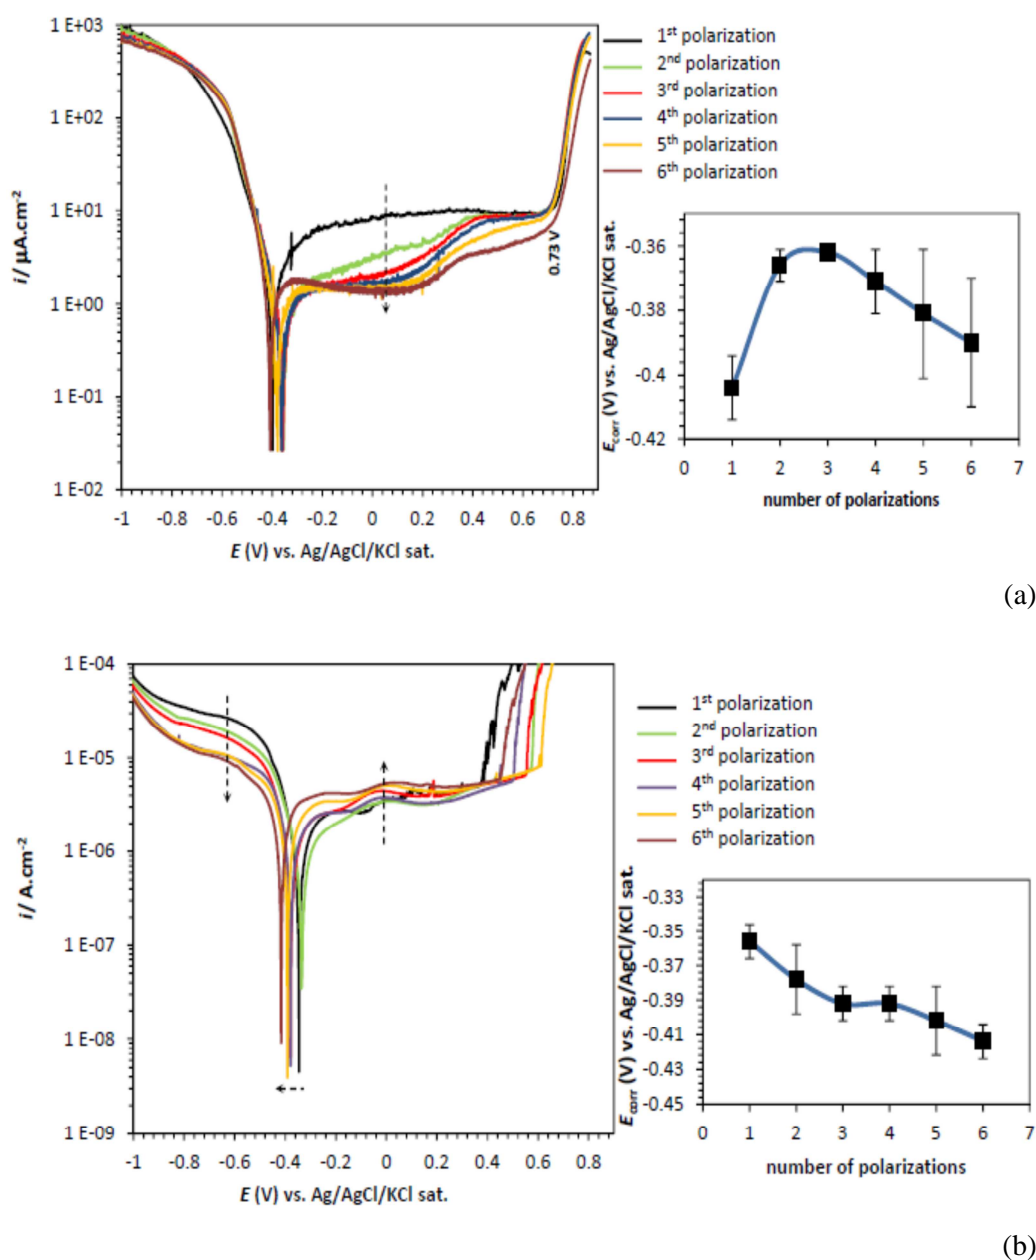 1 E+03
1 E+02
1 E+01
1 E+00
1 E-01
1 E-02
i/ µA.cm-2
-1 -0.8 -0.6 -0.4 -0.2 0 0.2 0.4 0.6 0.8
E (V) vs. Ag/AgCl/KCl sat.
0.73 V
1st polarization
2nd polarization
3rd polarization
4th polarization
5th polarization
6th polarization
-0.36
-0.38
-0.4
-0.42
Ecorr (V) vs. Ag/AgCl/KCl sat.
0 1 2 3 4 5 6 7
number of polarizations
(a)
1 E-04
1 E-05
1 E-06
1 E-07
1 E-08
1 E-09
i/ A.cm-2
-1 -0.8 -0.6 -0.4 -0.2 0 0.2 0.4 0.6 0.8
E (V) vs. Ag/AgCl/KCl sat.
1st polarization
2nd polarization
3rd polarization
4th polarization
5th polarization
6th polarization
-0.33
-0.35
-0.37
-0.39
-0.41
-0.43
-0.45
Ecorr (V) vs. Ag/AgCl/KCl sat.
0 1 2 3 4 5 6 7
number of polarizations
(b)